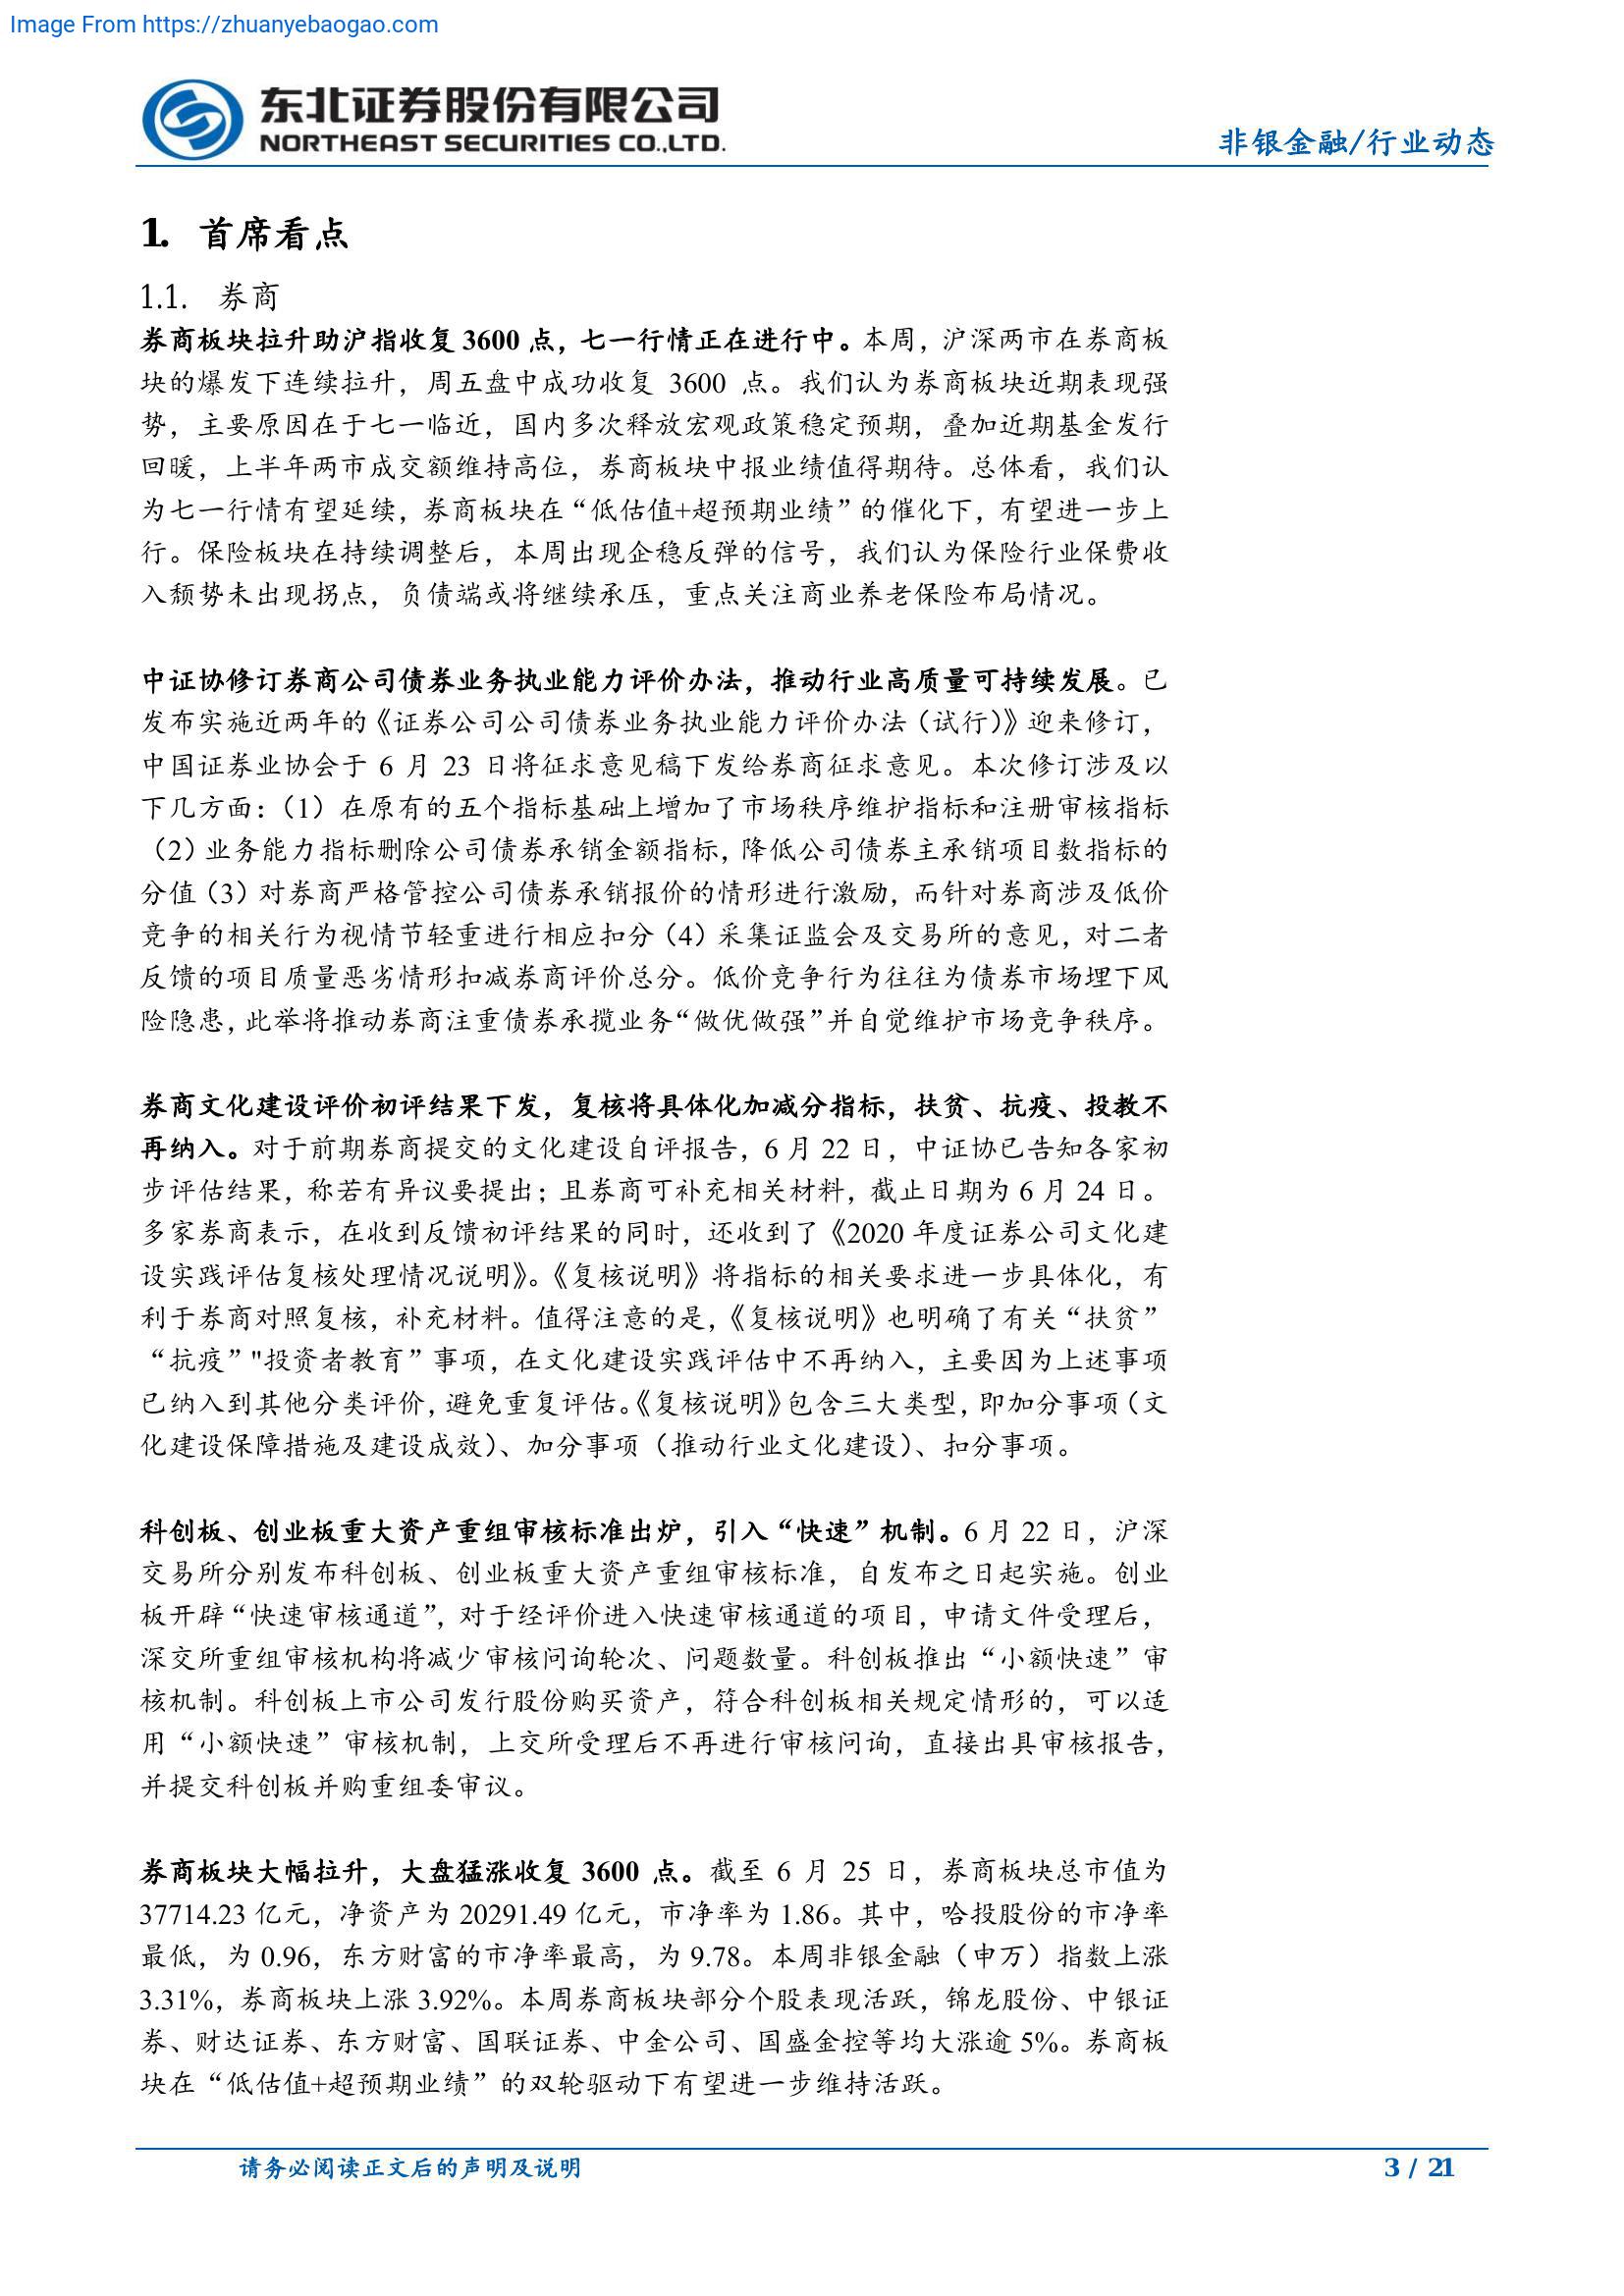 Image From https://zhuanyebaogao.com
东北证券股份有限公司
NORTHEAST SECURITIES CO.,LTD.
非银金融/行业动态
1. 首席看点
1.1. 券商
券商板块拉升助沪指收复 3600 点，七一行情正在进行中。本周，沪深两市在券商板
块的爆发下连续拉升，周五盘中成功收复 3600 点。我们认为券商板块近期表现强
势，主要原因在于七一临近，国内多次释放宏观政策稳定预期，叠加近期基金发行
回暖，上半年两市成交额维持高位，券商板块中报业绩值得期待。总体看，我们认
为七一行情有望延续，券商板块在“低估值+超预期业绩”的催化下，有望进一步上
行。保险板块在持续调整后，本周出现企稳反弹的信号，我们认为保险行业保费收
入颓势未出现拐点，负债端或将继续承压，重点关注商业养老保险布局情况。
中证协修订券商公司债券业务执业能力评价办法，推动行业高质量可持续发展。已
发布实施近两年的《证券公司公司债券业务执业能力评价办法（试行）》迎来修订，
中国证券业协会于 6 月 23 日将征求意见稿下发给券商征求意见。本次修订涉及以
下几方面：（1）在原有的五个指标基础上增加了市场秩序维护指标和注册审核指标
（2）业务能力指标删除公司债券承销金额指标，降低公司债券主承销项目数指标的
分值（3）对券商严格管控公司债券承销报价的情形进行激励，而针对券商涉及低价
竞争的相关行为视情节轻重进行相应扣分（4）采集证监会及交易所的意见，对二者
反馈的项目质量恶劣情形扣减券商评价总分。低价竞争行为往往为债券市场埋下风
险隐患，此举将推动券商注重债券承揽业务“做优做强”并自觉维护市场竞争秩序。
券商文化建设评价初评结果下发，复核将具体化加减分指标，扶贫、抗疫、投教不
再纳入。对于前期券商提交的文化建设自评报告，6 月 22 日，中证协已告知各家初
步评估结果，称若有异议要提出；且券商可补充相关材料，截止日期为 6 月 24 日。
多家券商表示，在收到反馈初评结果的同时，还收到了《2020 年度证券公司文化建
设实践评估复核处理情况说明》。《复核说明》将指标的相关要求进一步具体化，有
利于券商对照复核，补充材料。值得注意的是，《复核说明》也明确了有关“扶贫”
“抗疫”"投资者教育”事项，在文化建设实践评估中不再纳入，主要因为上述事项
已纳入到其他分类评价，避免重复评估。《复核说明》包含三大类型，即加分事项（文
化建设保障措施及建设成效）、加分事项（推动行业文化建设）、扣分事项。
科创板、创业板重大资产重组审核标准出炉，引入“快速”机制。6 月 22 日，沪深
交易所分别发布科创板、创业板重大资产重组审核标准，自发布之日起实施。创业
板开辟“快速审核通道”，对于经评价进入快速审核通道的项目，申请文件受理后，
深交所重组审核机构将减少审核问询轮次、问题数量。科创板推出“小额快速”审
核机制。科创板上市公司发行股份购买资产，符合科创板相关规定情形的，可以适
用“小额快速”审核机制，上交所受理后不再进行审核问询，直接出具审核报告，
并提交科创板并购重组委审议。
券商板块大幅拉升，大盘猛涨收复 3600 点。截至 6 月 25 日，券商板块总市值为
37714.23 亿元，净资产为 20291.49 亿元，市净率为 1.86。其中，哈投股份的市净率
最低，为 0.96，东方财富的市净率最高，为 9.78。本周非银金融（申万）指数上涨
3.31%，券商板块上涨 3.92%。本周券商板块部分个股表现活跃，锦龙股份、中银证
券、财达证券、东方财富、国联证券、中金公司、国盛金控等均大涨逾 5%。券商板
块在“低估值+超预期业绩”的双轮驱动下有望进一步维持活跃。
请务必阅读正文后的声明及说明
3 / 21